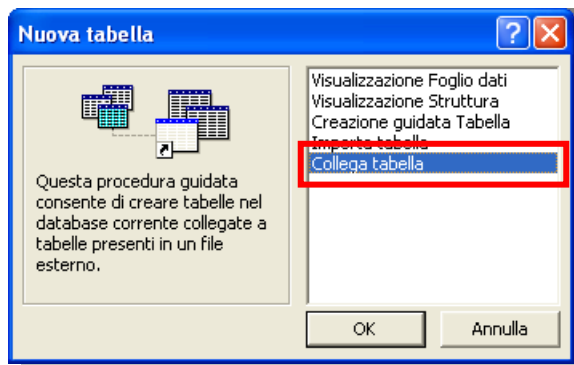 Nuova tabella
Visualizzazione Foglio dati
Visualizzazione Struttura
Creazione guidata Tabella
Importa tabella
Collega tabella
Questa procedura guidata
consente di creare tabelle nel
database corrente collegate a
tabelle presenti in un file
esterno.
OK
Annulla